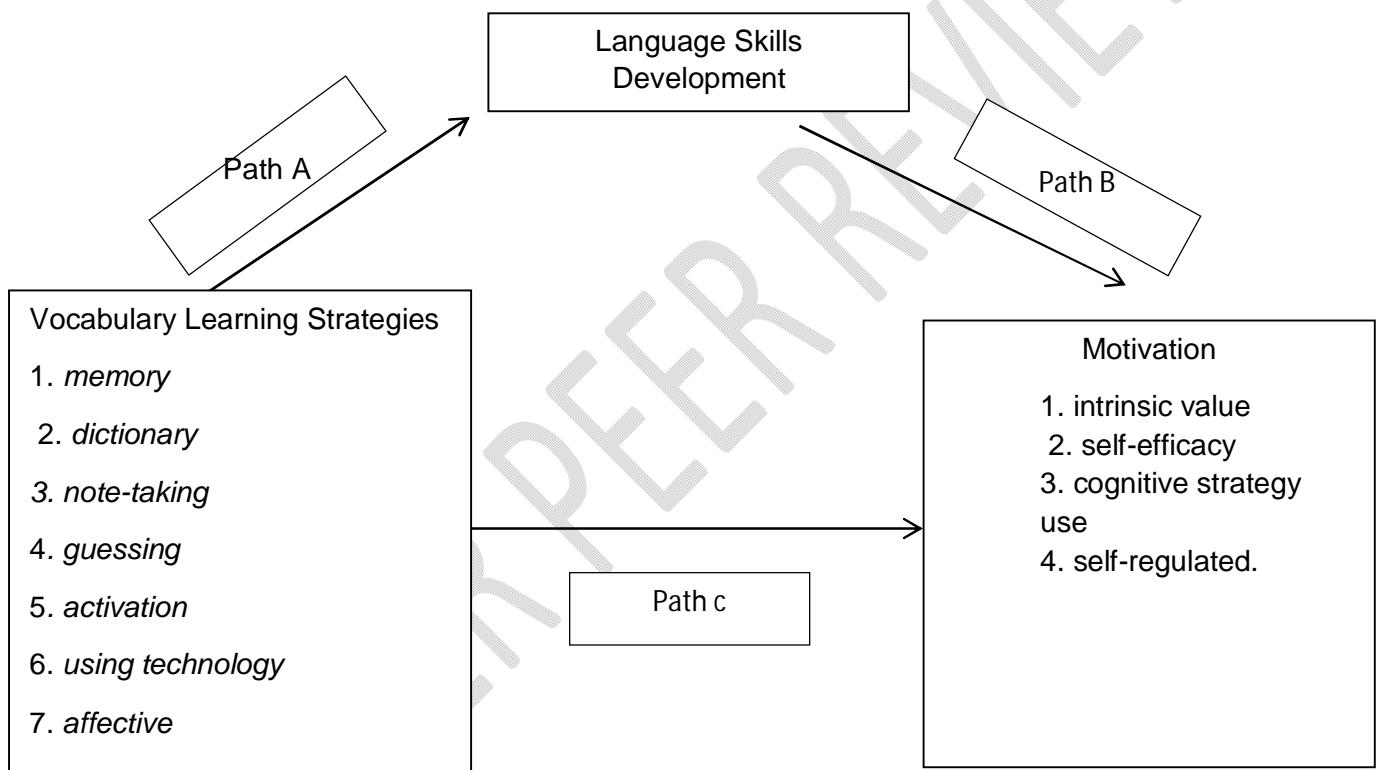 Language Skills
Development
Path A
Path B
Vocabulary Learning Strategies
1. memory
2. dictionary
3. note-taking
4. guessing
5. activation
6. using technology
7. affective
Motivation
1. intrinsic value
2. self-efficacy
3. cognitive strategy
use
4. self-regulated.
Path c
PEER REVIEW